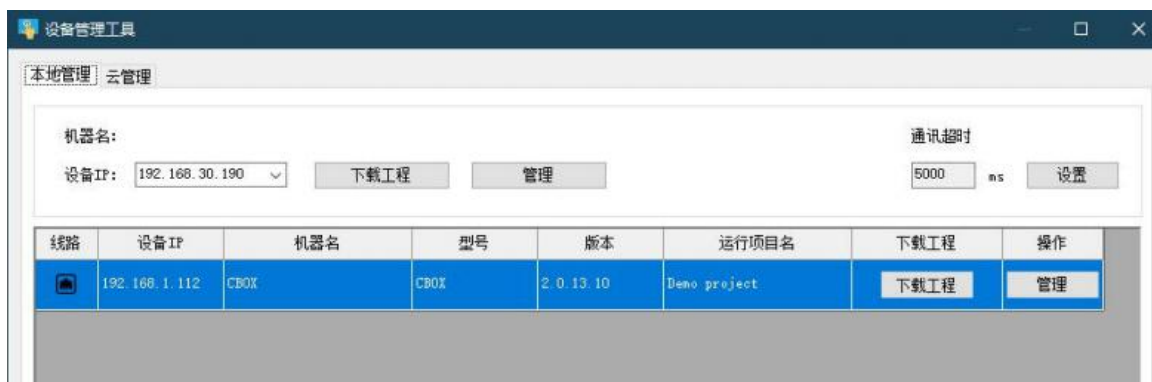 设备管理工具
本地管理 云管理
机器名: 通讯超时
设备IP: 192.168.30.190 下载工程 管理 5000 ms 设置
线路 设备IP 机器名 型号 版本 运行项目名 下载工程 操作
192.168.1.112 CBOX CBOX 2.0.13.10 Demo project 下载工程 管理